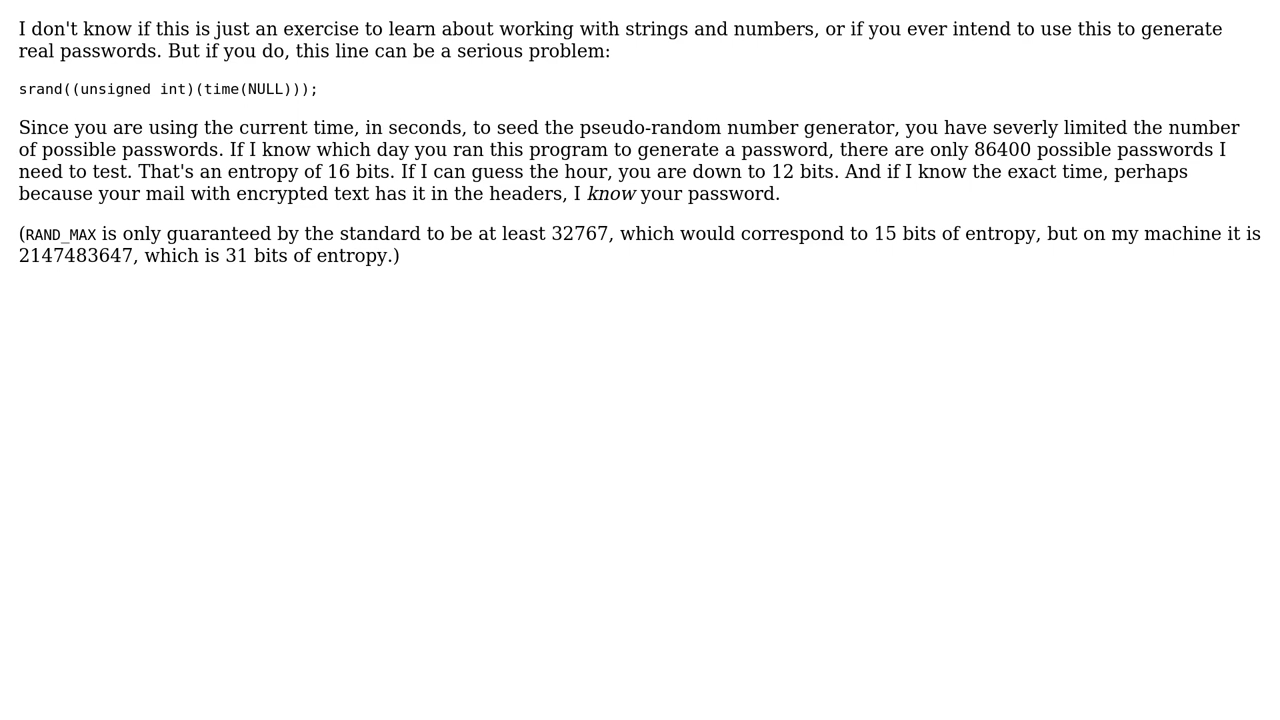 I don't know if this is just an exercise to learn about working with strings and numbers, or if you ever intend to use this to generate
real passwords. But if you do, this line can be a serious problem:
srand((unsigned int)(time(NULL)));
Since you are using the current time, in seconds, to seed the pseudo-random number generator, you have severly limited the number
of possible passwords. If I know which day you ran this program to generate a password, there are only 86400 possible passwords I
need to test. That's an entropy of 16 bits. If I can guess the hour, you are down to 12 bits. And if I know the exact time, perhaps
because your mail with encrypted text has it in the headers, I know your password.
(RAND_MAX is only guaranteed by the standard to be at least 32767, which would correspond to 15 bits of entropy, but on my machine it is
2147483647, which is 31 bits of entropy.)